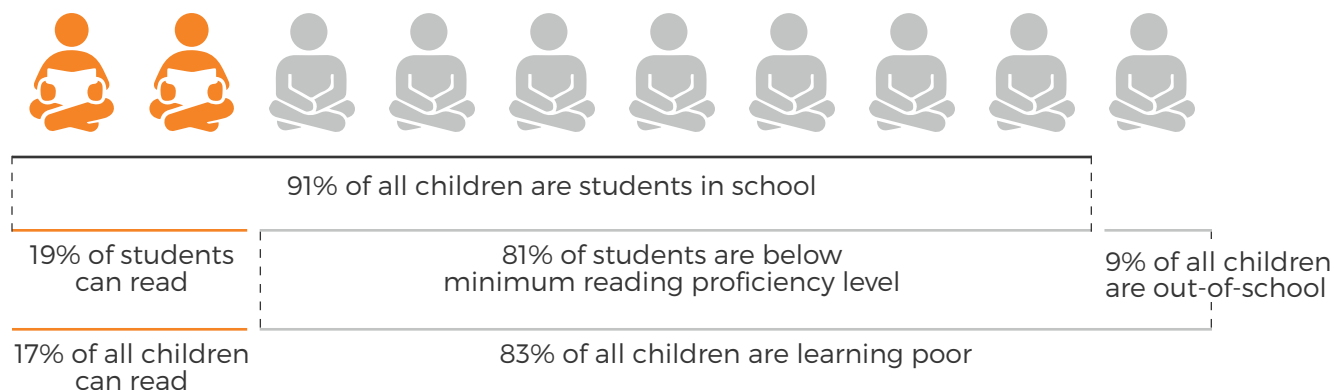 91% of all children are students in school
19% of students
can read
81% of students are below
minimum reading proficiency level
9% of all children
are out-of-school
17% of all children
can read
83% of all children are learning poor